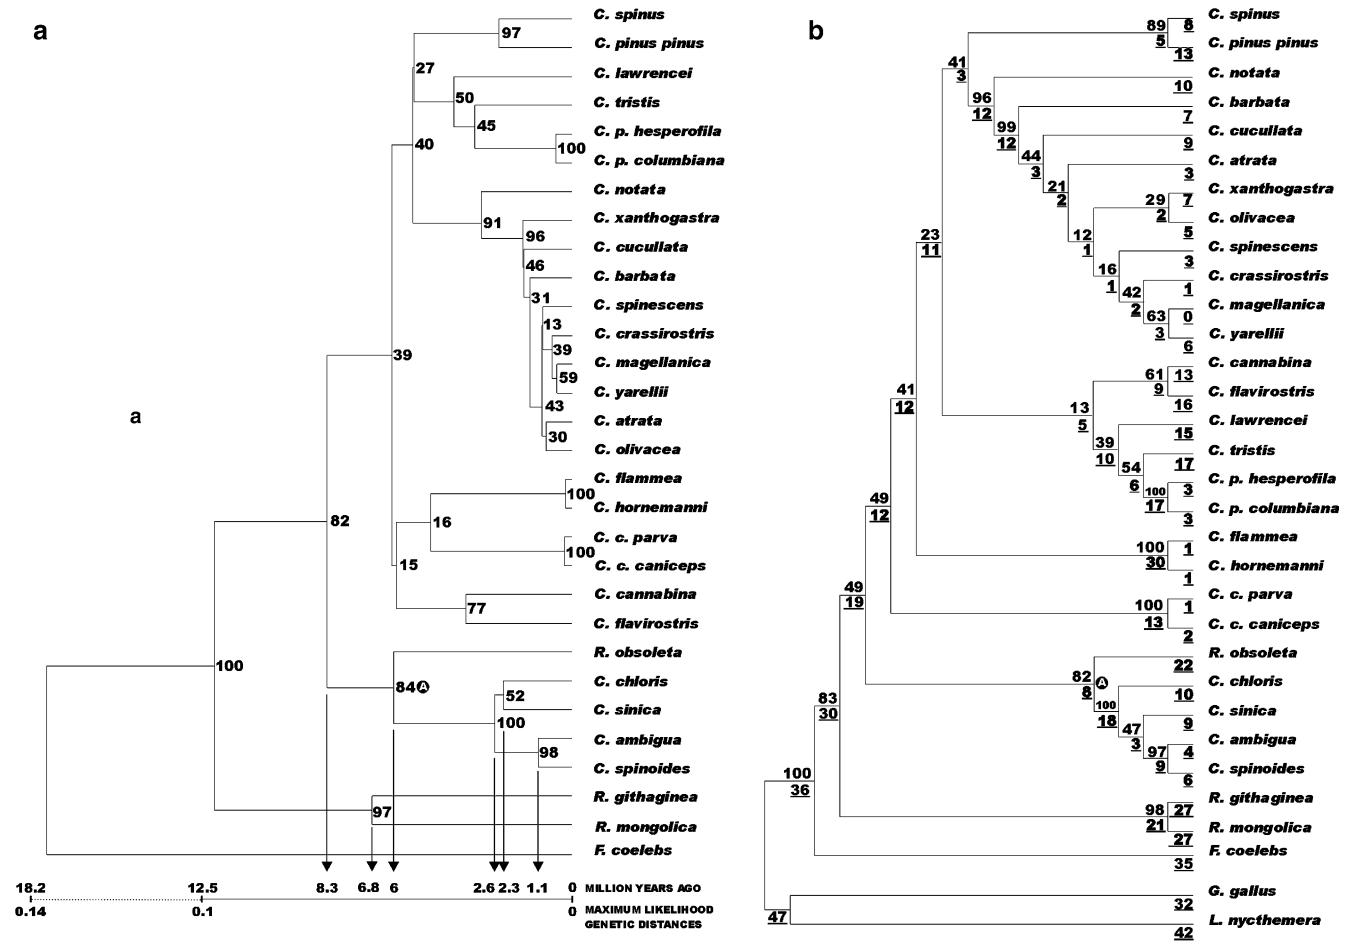 a
C. spinus
97
C. pinus pinus
27
C. lawrencei
50
C. tristis
45
C. p. hesperofila
100
C. p. columbiana
40
C. notata
91
C. xanthogastra
96
C. cucullata
46
C. barbata
31
C. spinescens
13
C. crassirostris
39
C. magellanica
59
C. yarellii
43
C. atrata
30
C. olivacea
39
a
C. flammea
100
C. hornemanni
16
C. c. parva
100
C. c. caniceps
15
C. cannabina
77
C. flavirostris
82
R. obsoleta
84 A
C. chloris
52
C. sinica
100
C. ambigua
98
C. spinoides
100
R. githaginea
97
R. mongolica
F. coelebs
18.2 12.5 8.3 6.8 6 2.6 2.3 1.1 0 MILLION YEARS AGO
0.14 0.1 0 MAXIMUM LIKELIHOOD
GENETIC DISTANCES
b
C. spinus
89 8
5
C. pinus pinus
13
41
3
C. notata
10
96
12
C. barbata
7
99
12
C. cucullata
9
44
3
C. atrata
3
21
2
C. xanthogastra
29 7
2
C. olivacea
5
12
1
C. spinescens
3
16
1
C. crassirostris
1
42
2
C. magellanica
63 0
3
C. yarellii
6
23
11
C. cannabina
61 13
9
C. flavirostris
16
13
5
C. lawrencei
15
39
10
C. tristis
17
54
6
C. p. hesperofila
100 3
17
C. p. columbiana
3
41
12
C. flammea
100 1
30
C. hornemanni
1
49
12
C. c. parva
100 1
13
C. c. caniceps
2
49
19
R. obsoleta
22
82 A
8
C. chloris
10
100
18
C. sinica
9
47
3
C. ambigua
97 4
9
C. spinoides
6
83
30
R. githaginea
98 27
21
R. mongolica
27
100
36
F. coelebs
35
G. gallus
32
47
L. nycthemera
42